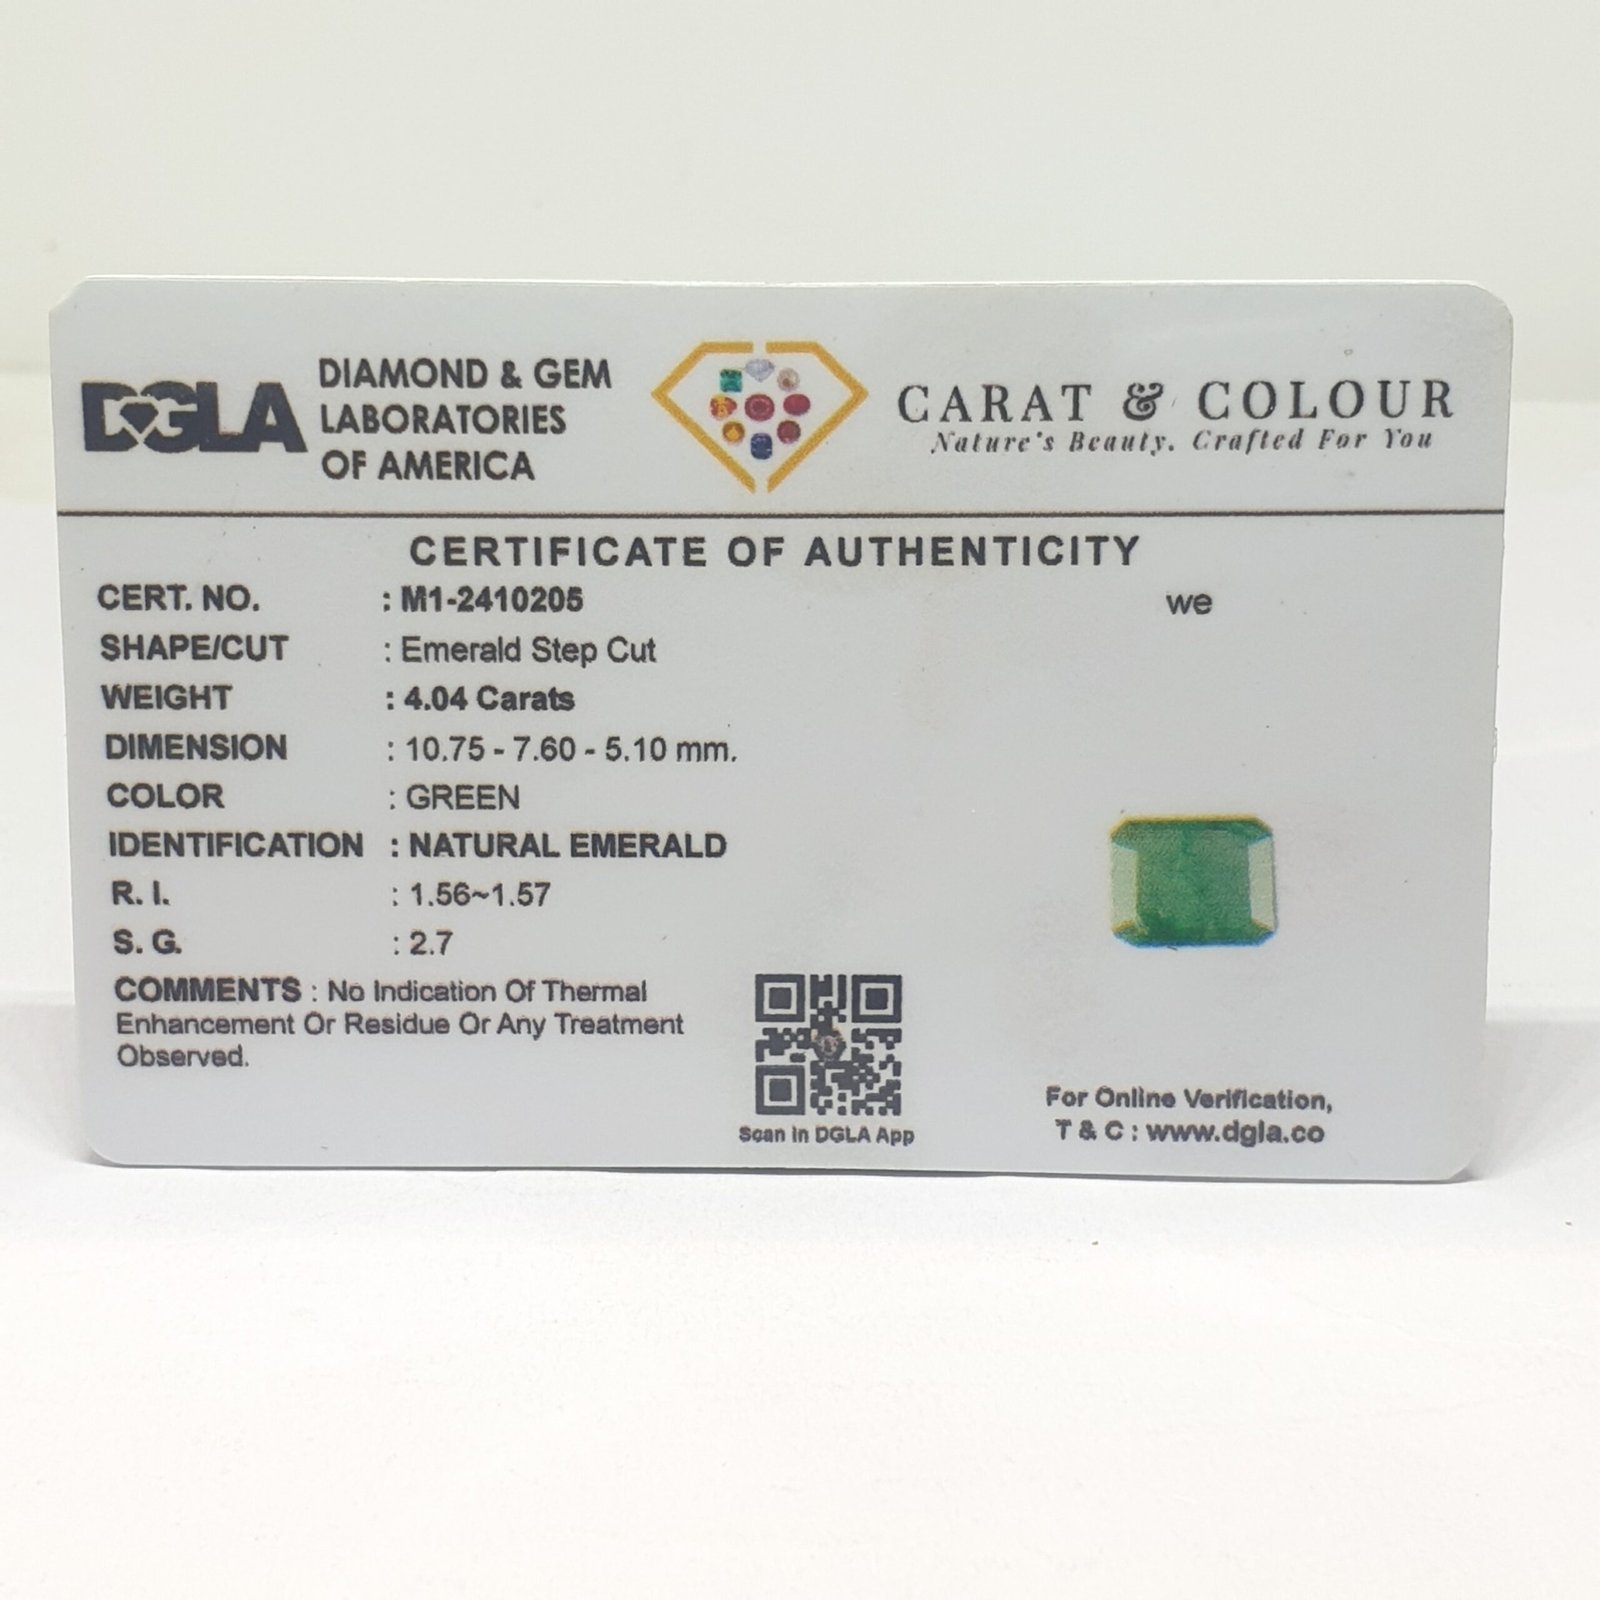 DGLA
DIAMOND & GEM
LABORATORIES
OF AMERICA
CARAT & COLOUR
Nature's Beauty. Crafted For You
CERTIFICATE OF AUTHENTICITY
CERT. NO. : M1-2410205
we
SHAPE/CUT : Emerald Step Cut
WEIGHT : 4.04 Carats
DIMENSION : 10.75 - 7.60 - 5.10 mm.
COLOR : GREEN
IDENTIFICATION : NATURAL EMERALD
R. I. : 1.56~1.57
S. G. : 2.7
COMMENTS : No Indication Of Thermal
Enhancement Or Residue Or Any Treatment
Observed.
Scan in DGLA App
For Online Verification,
T & C : www.dgla.co